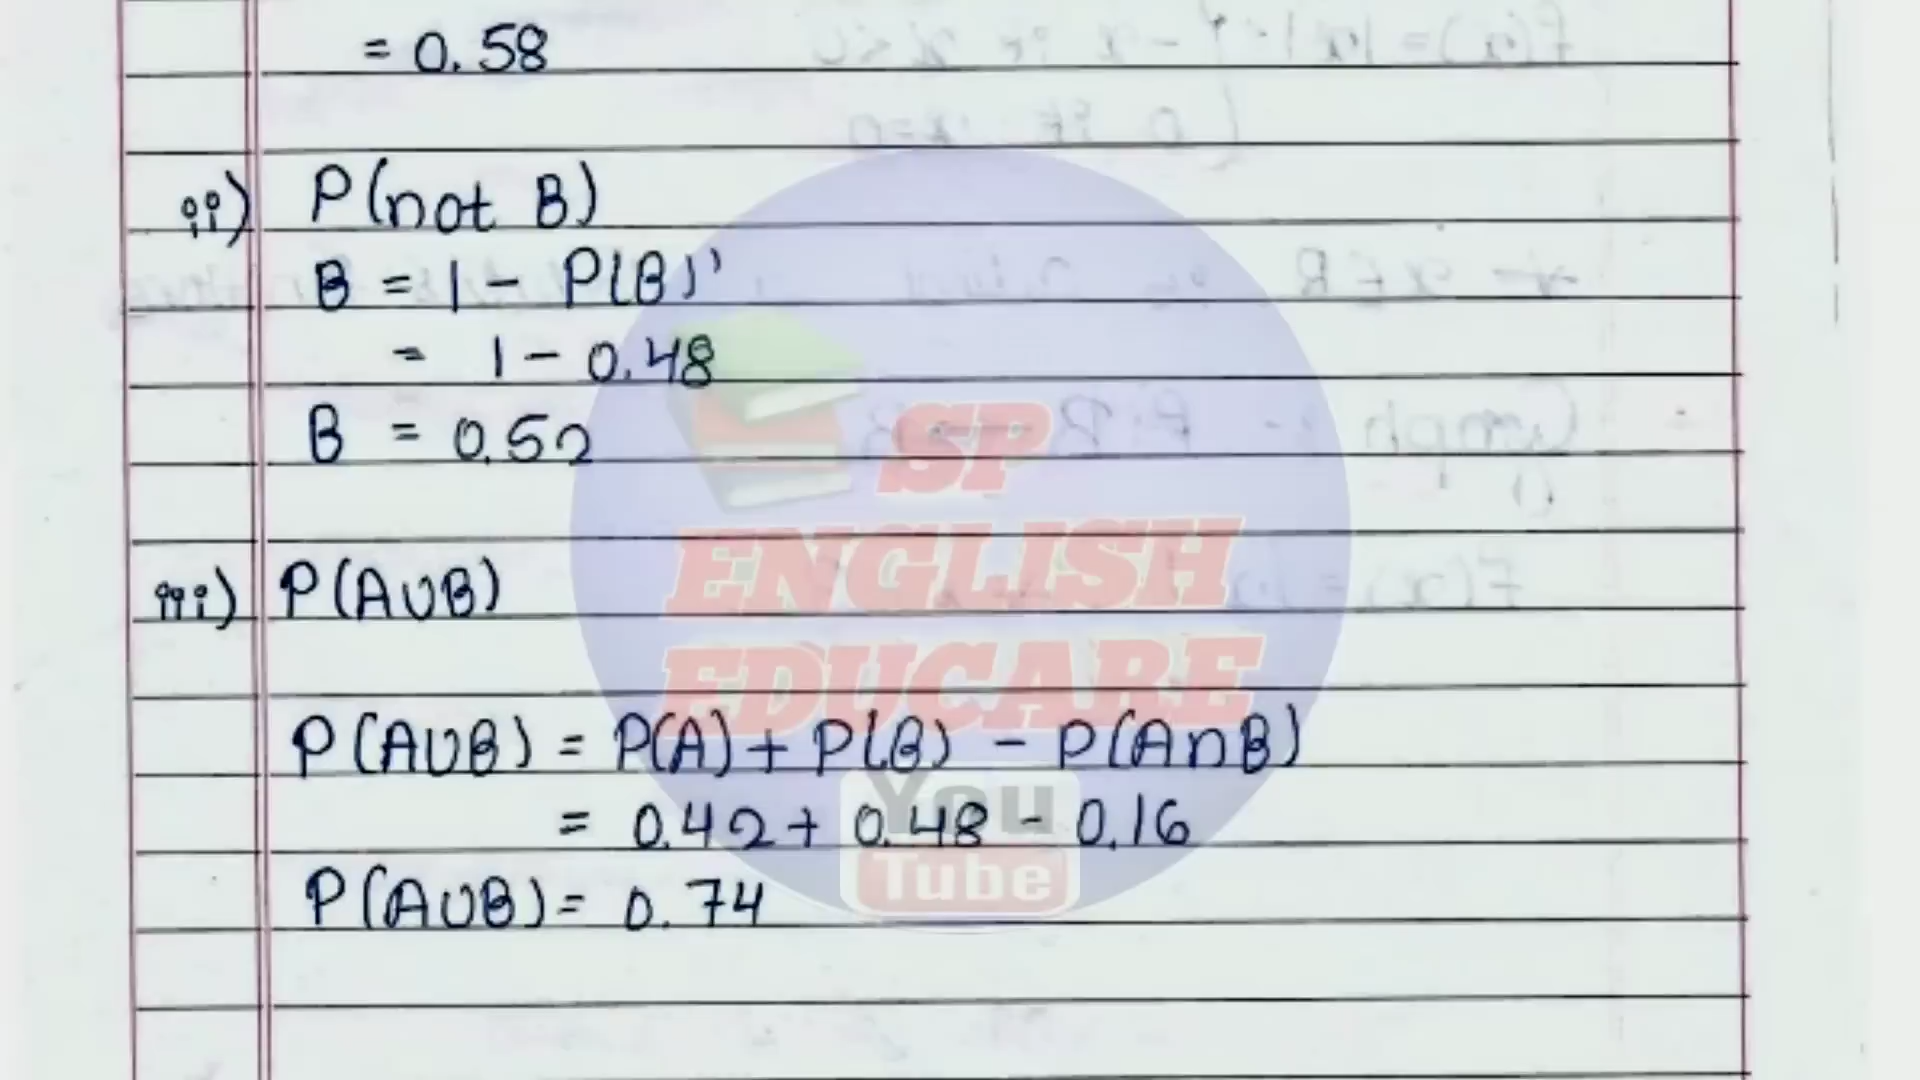 = 0.58
ii) P(not B)
B = 1 - P(B)'
= 1 - 0.48
B = 0.52
iii) P(A∪B)
P(A∪B) = P(A) + P(B) - P(A∩B)
= 0.42 + 0.48 - 0.16
P(A∪B) = 0.74
SP
ENGLISH
EDUCARE
You
Tube